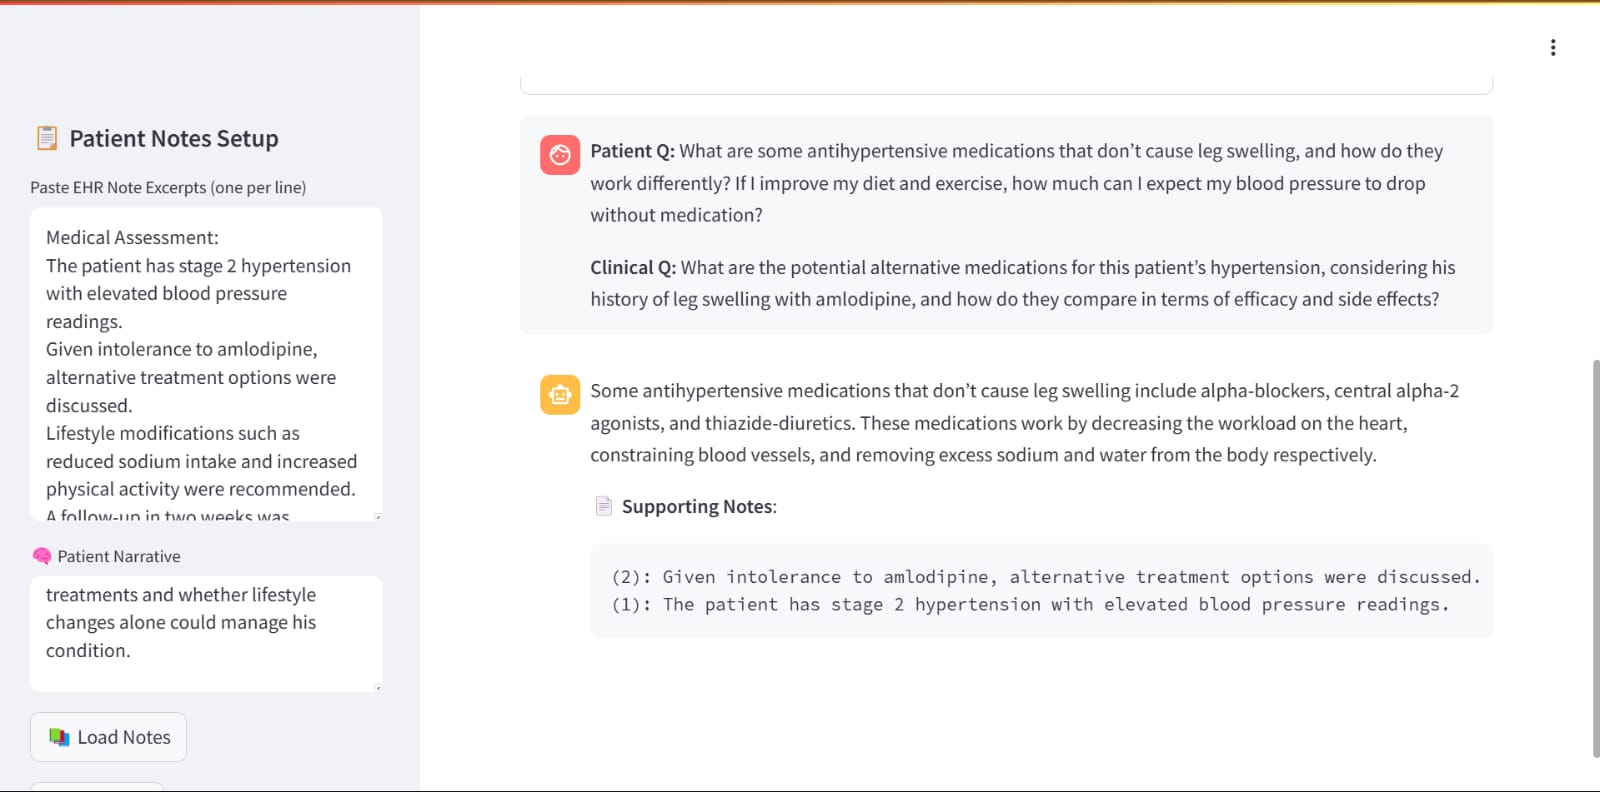 Patient Notes Setup
Paste EHR Note Excerpts (one per line)
Medical Assessment:
The patient has stage 2 hypertension
with elevated blood pressure
readings.
Given intolerance to amlodipine,
alternative treatment options were
discussed.
Lifestyle modifications such as
reduced sodium intake and increased
physical activity were recommended.
A follow-up in two weeks was
Patient Narrative
treatments and whether lifestyle
changes alone could manage his
condition.
Load Notes
Patient Q: What are some antihypertensive medications that don’t cause leg swelling, and how do they
work differently? If I improve my diet and exercise, how much can I expect my blood pressure to drop
without medication?
Clinical Q: What are the potential alternative medications for this patient’s hypertension, considering his
history of leg swelling with amlodipine, and how do they compare in terms of efficacy and side effects?
Some antihypertensive medications that don’t cause leg swelling include alpha-blockers, central alpha-2
agonists, and thiazide-diuretics. These medications work by decreasing the workload on the heart,
constraining blood vessels, and removing excess sodium and water from the body respectively.
Supporting Notes:
(2): Given intolerance to amlodipine, alternative treatment options were discussed.
(1): The patient has stage 2 hypertension with elevated blood pressure readings.